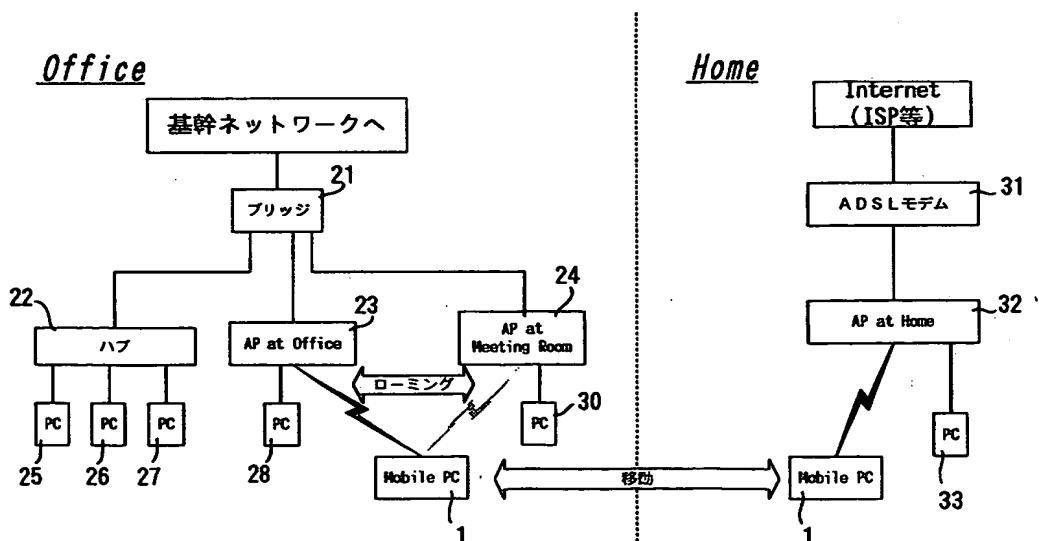 Office
基幹ネットワークへ
21
ブリッジ
22
ハブ
23
AP at Office
24
AP at
Meeting Room
ローミング
PC
25
PC
26
PC
27
PC
28
PC
30
Mobile PC
1
移動
Home
Internet
(ISP等)
31
ADSLモデム
32
AP at Home
PC
33
Mobile PC
1